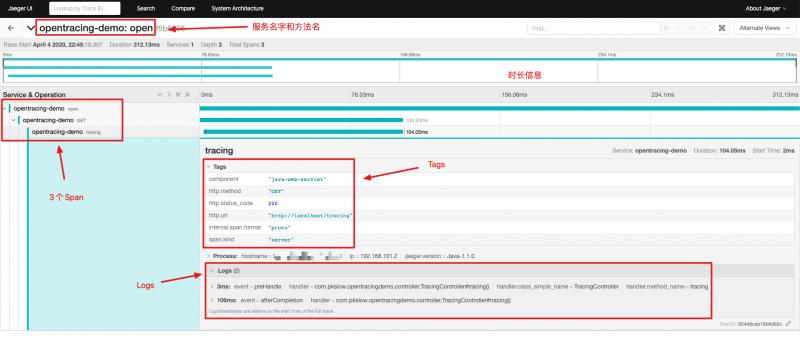 Jaeger UI Lookup by Trace ID... Search Compare System Architecture About Jaeger
opentracing-demo: open 服务名字和方法名 Find... Alternate Views
Trace Start April 4 2020, 22:45:18.307 Duration 312.13ms Services 1 Depth 3 Total Spans 3
0ms 78.03ms 156.06ms 234.1ms 312.13ms
时长信息
Service & Operation 0ms 78.03ms 156.06ms 234.1ms 312.13ms
opentracing-demo open
opentracing-demo GET 105.93ms
opentracing-demo tracing 104.05ms
tracing Service: opentracing-demo Duration: 104.05ms Start Time: 2ms
Tags
Tags
component "java-web-servlet"
http.method "GET"
http.status_code 200
http.url "http://localhost/tracing"
internal.span.format "proto"
span.kind "server"
3个Span
Process: hostname = ip = 192.168.101.2 jaeger.version = Java-1.1.0
Logs (2)
Logs
3ms: event = preHandle handler = com.pkslow.opentracingdemo.controller.TracingController#tracing() handler.class_simple_name = TracingController handler.method_name = tracing
106ms: event = afterCompletion handler = com.pkslow.opentracingdemo.controller.TracingController#tracing()
Log timestamps are relative to the start time of the full trace.
SpanID: